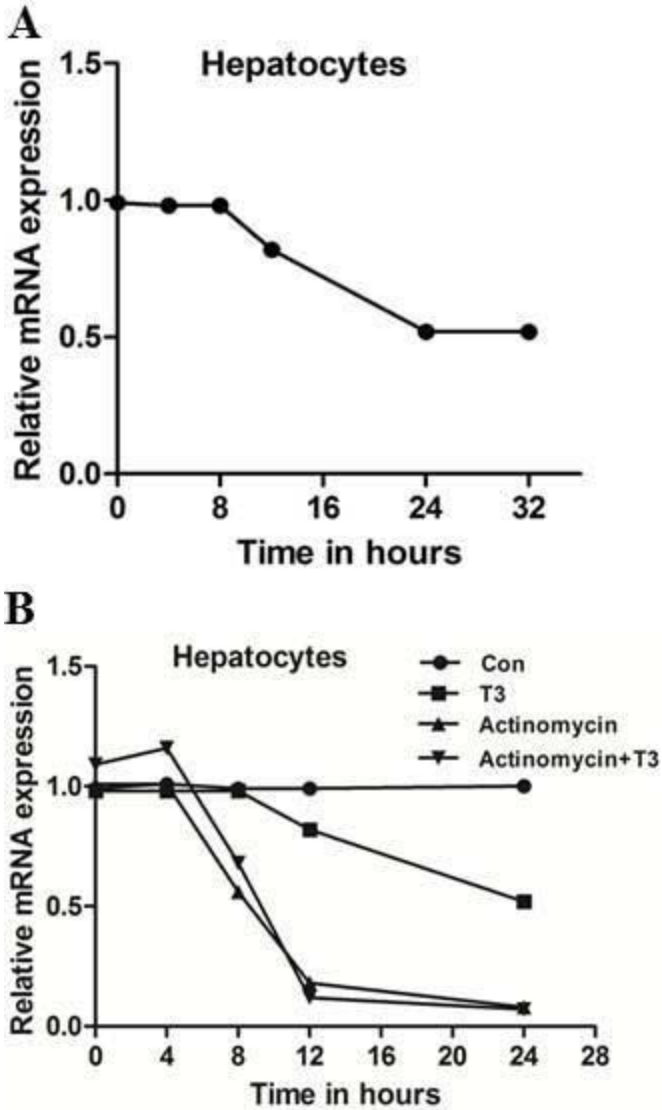 A
Hepatocytes
Relative mRNA expression
1.5
1.0
0.5
0.0
0 8 16 24 32
Time in hours
B
Hepatocytes
Con
T3
Actinomycin
Actinomycin+T3
Relative mRNA expression
1.5
1.0
0.5
0.0
0 4 8 12 16 20 24 28
Time in hours